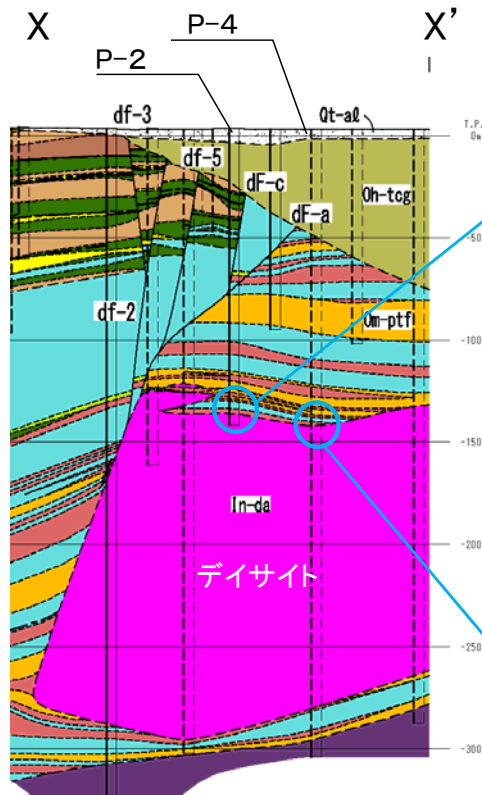 X
X’
P-4
P-2
df-3
Qt-al
T.P.
0m
df-5
dF-c
Oh-tcg
dF-a
-50
df-2
Om-ptf
-100
-150
In-da
デイサイト
-200
-250
-300